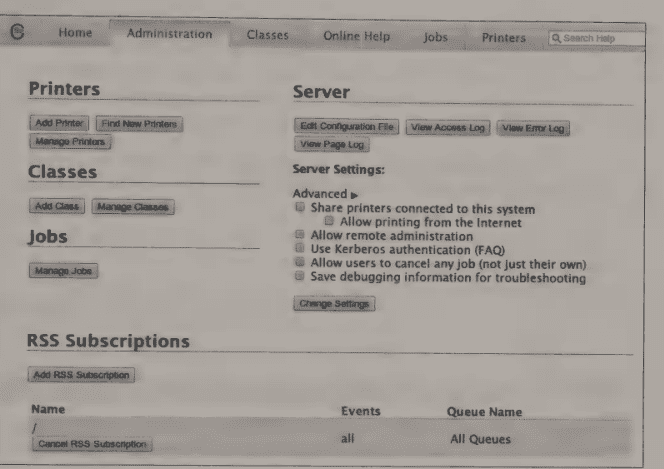 Home Administration Classes Online Help Jobs Printers Search Help
Printers
Add Printer Find New Printers
Manage Printers
Classes
Add Class Manage Classes
Jobs
Manage Jobs
Server
Edit Configuration File View Access Log View Error Log
View Page Log
Server Settings:
Advanced ▶
Share printers connected to this system
Allow printing from the Internet
Allow remote administration
Use Kerberos authentication (FAQ)
Allow users to cancel any job (not just their own)
Save debugging information for troubleshooting
Change Settings
RSS Subscriptions
Add RSS Subscription
Name Events Queue Name
/
Cancel RSS Subscription all All Queues